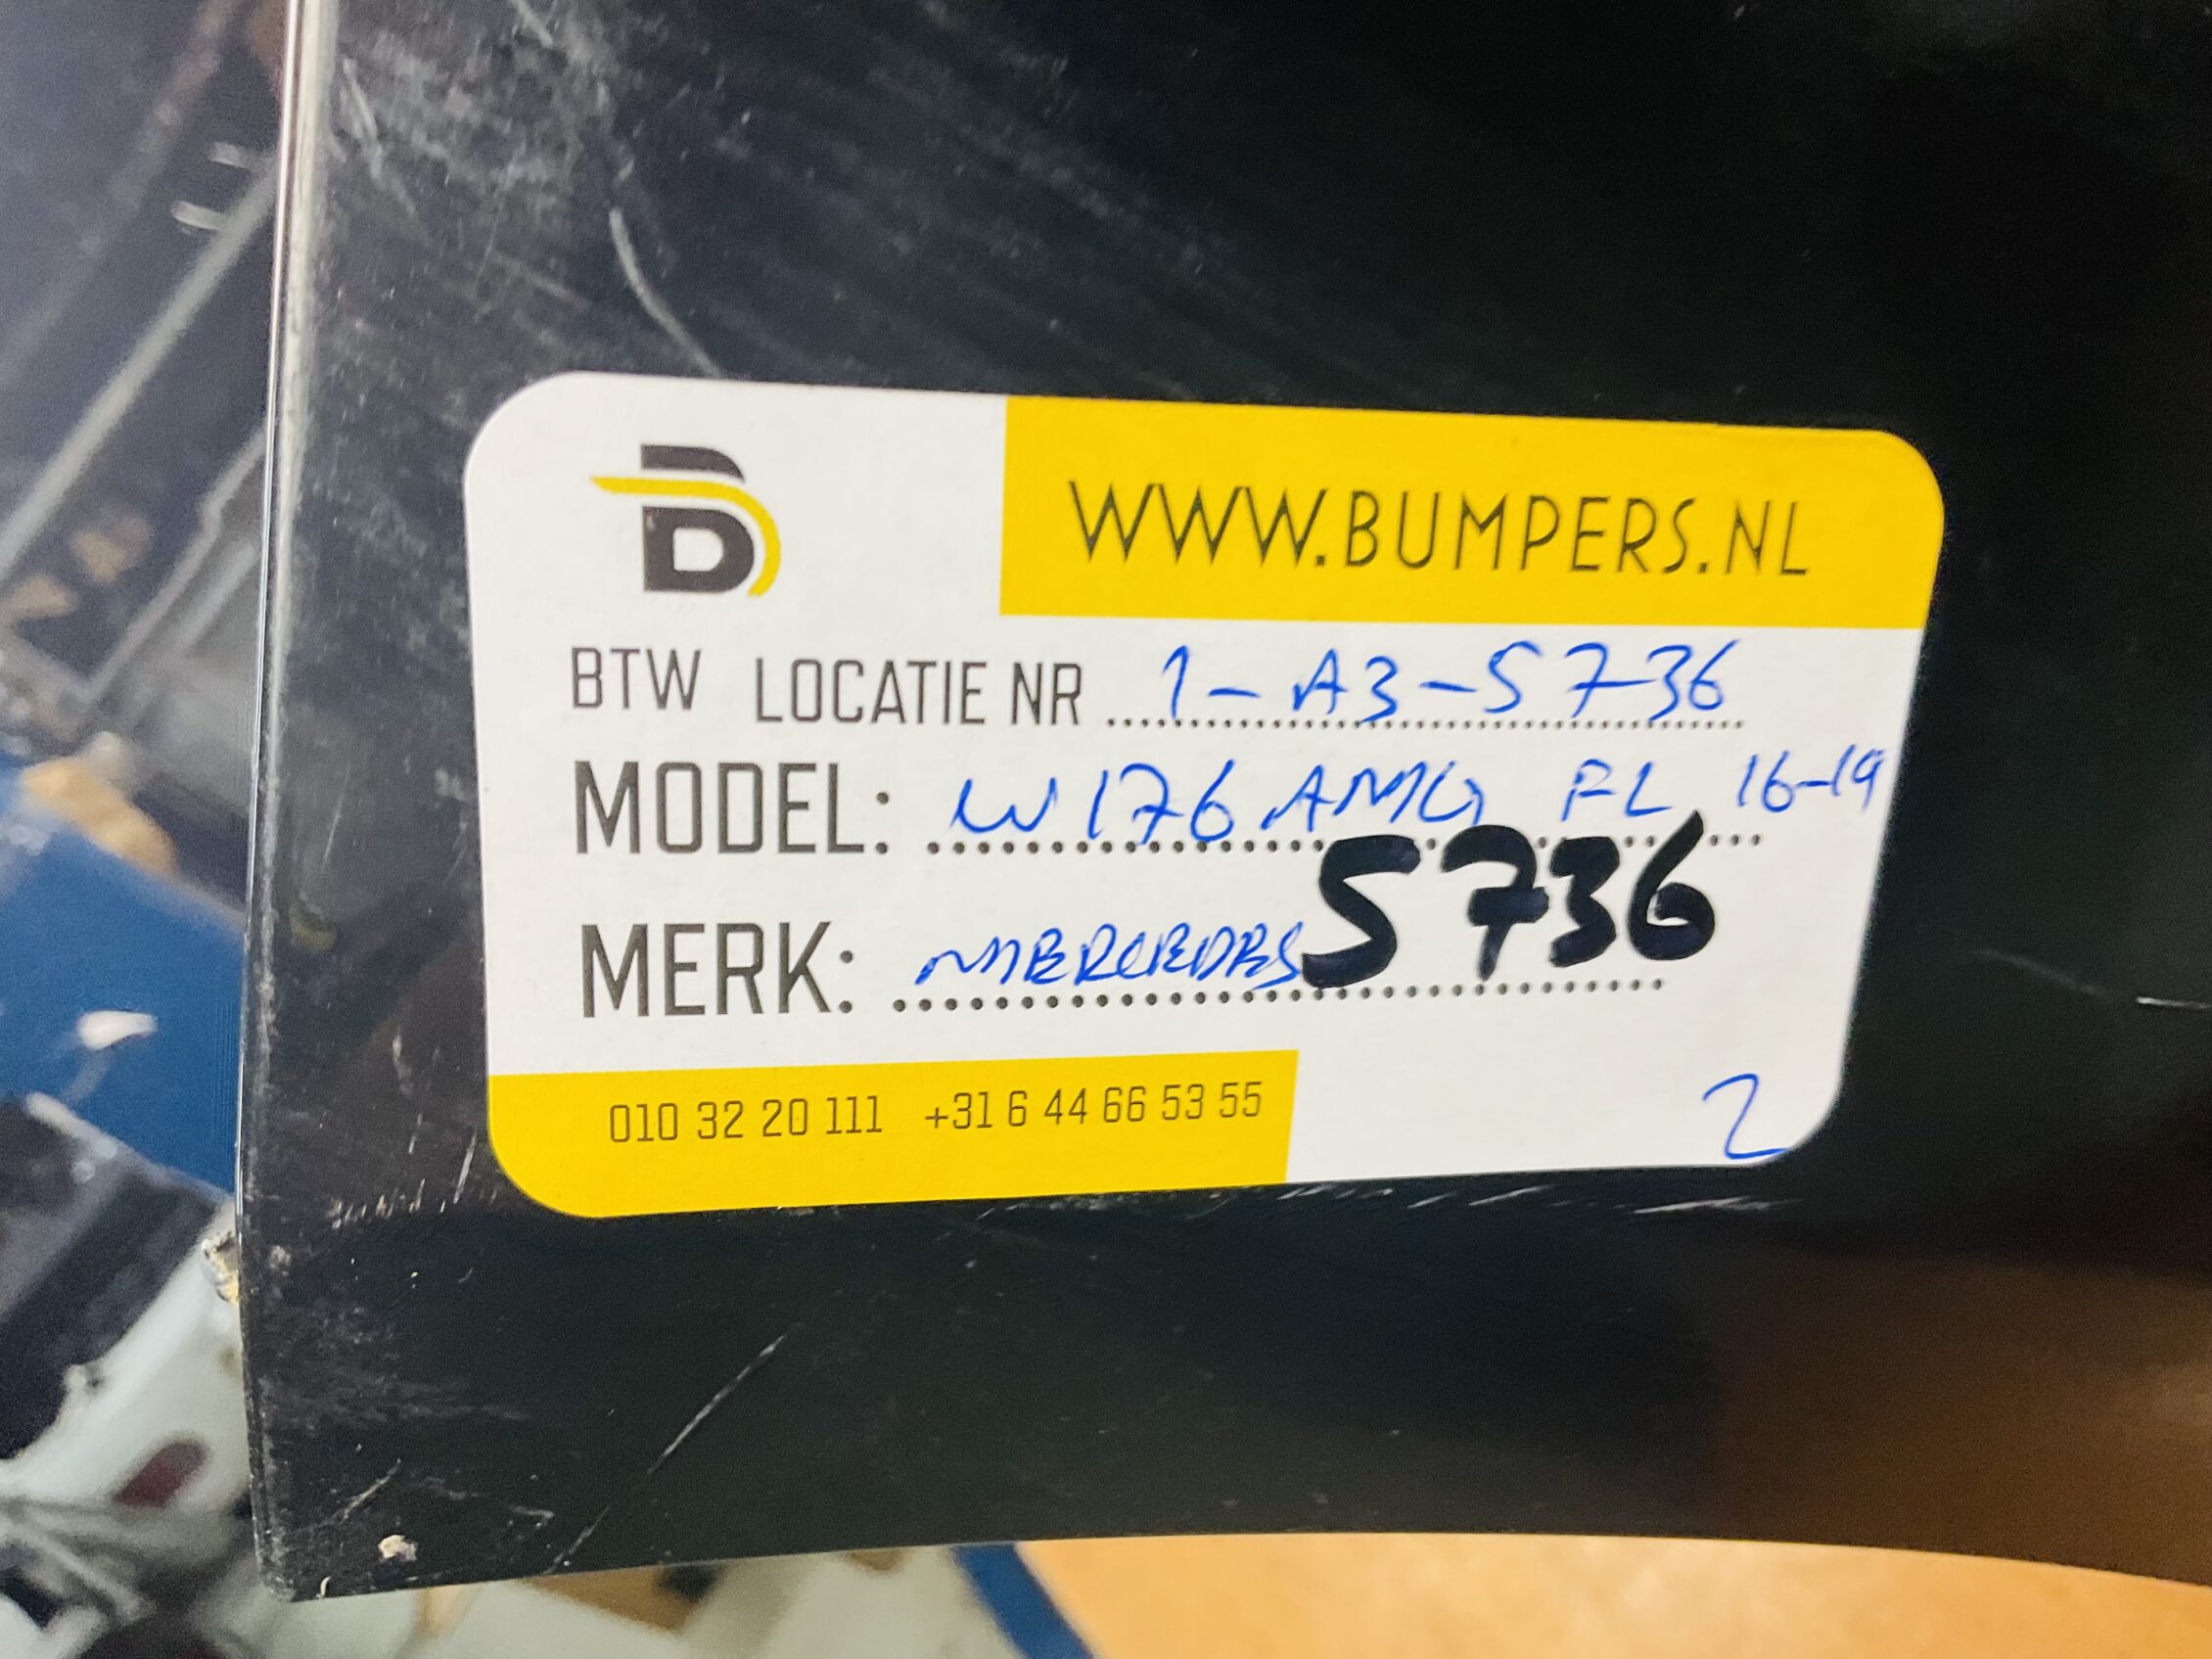 B
WWW.BUMPERS.NL
BTW LOCATIE NR 1-A3-5736
MODEL: W176 AMG FL 16-19
MERK: MERCEDES 5736
010 32 20 111 +31 6 44 66 53 55
2